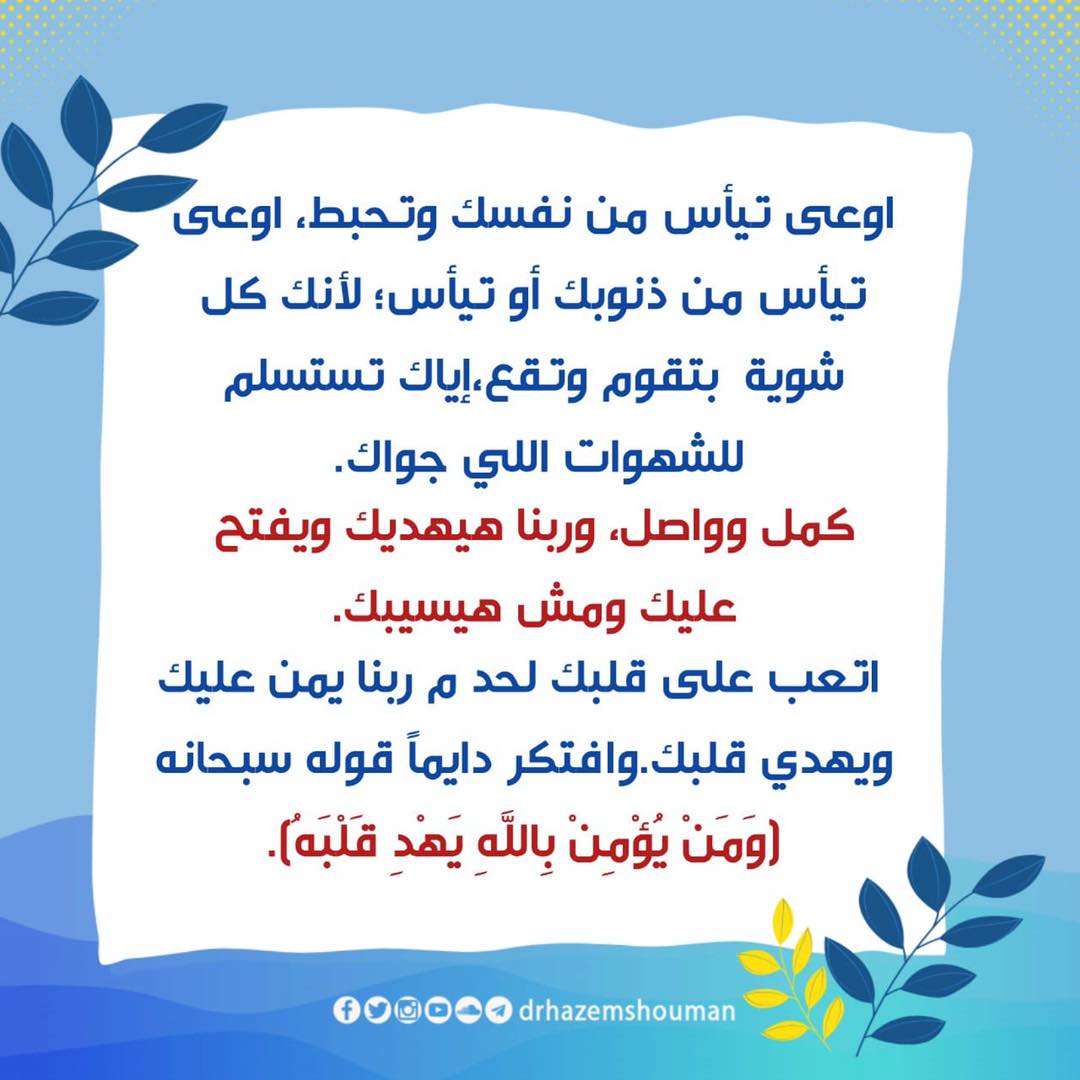 اوعى تيأس من نفسك وتحبط، اوعى
تيأس من ذنوبك أو تيأس؛ لأنك كل
شوية بتقوم وتقع،إياك تستسلم
للشهوات اللي جواك.
كمل وواصل، وربنا هيهديك ويفتح
عليك ومش هيسيبك.
اتعب على قلبك لحد م ربنا يمن عليك
ويهدي قلبك.وافتكر دايماً قوله سبحانه
(وَمَنْ يُؤْمِنْ بِاللَّهِ يَهْدِ قَلْبَهُ).
drhazemshouman